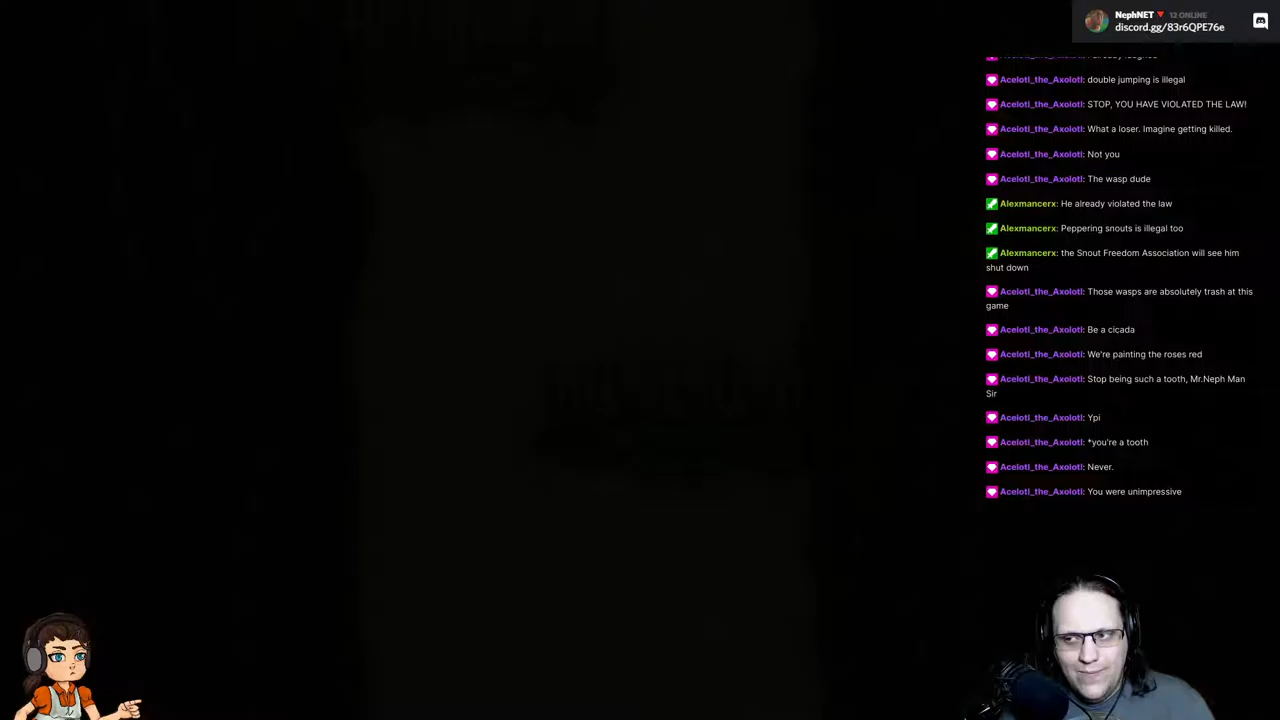 NephNET 12 ONLINE
discord.gg/83r6QPE76e
Acelotl_the_Axolotl: double jumping is illegal
Acelotl_the_Axolotl: STOP, YOU HAVE VIOLATED THE LAW!
Acelotl_the_Axolotl: What a loser. Imagine getting killed.
Acelotl_the_Axolotl: Not you
Acelotl_the_Axolotl: The wasp dude
Alexmancerx: He already violated the law
Alexmancerx: Peppering snouts is illegal too
Alexmancerx: the Snout Freedom Association will see him
shut down
Acelotl_the_Axolotl: Those wasps are absolutely trash at this
game
Acelotl_the_Axolotl: Be a cicada
Acelotl_the_Axolotl: We're painting the roses red
Acelotl_the_Axolotl: Stop being such a tooth, Mr.Neph Man
Sir
Acelotl_the_Axolotl: Ypi
Acelotl_the_Axolotl: *you're a tooth
Acelotl_the_Axolotl: Never.
Acelotl_the_Axolotl: You were unimpressive